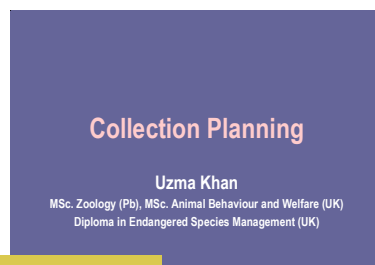 Collection Planning
Uzma Khan
MSc. Zoology (Pb), MSc. Animal Behaviour and Welfare (UK)
Diploma in Endangered Species Management (UK)